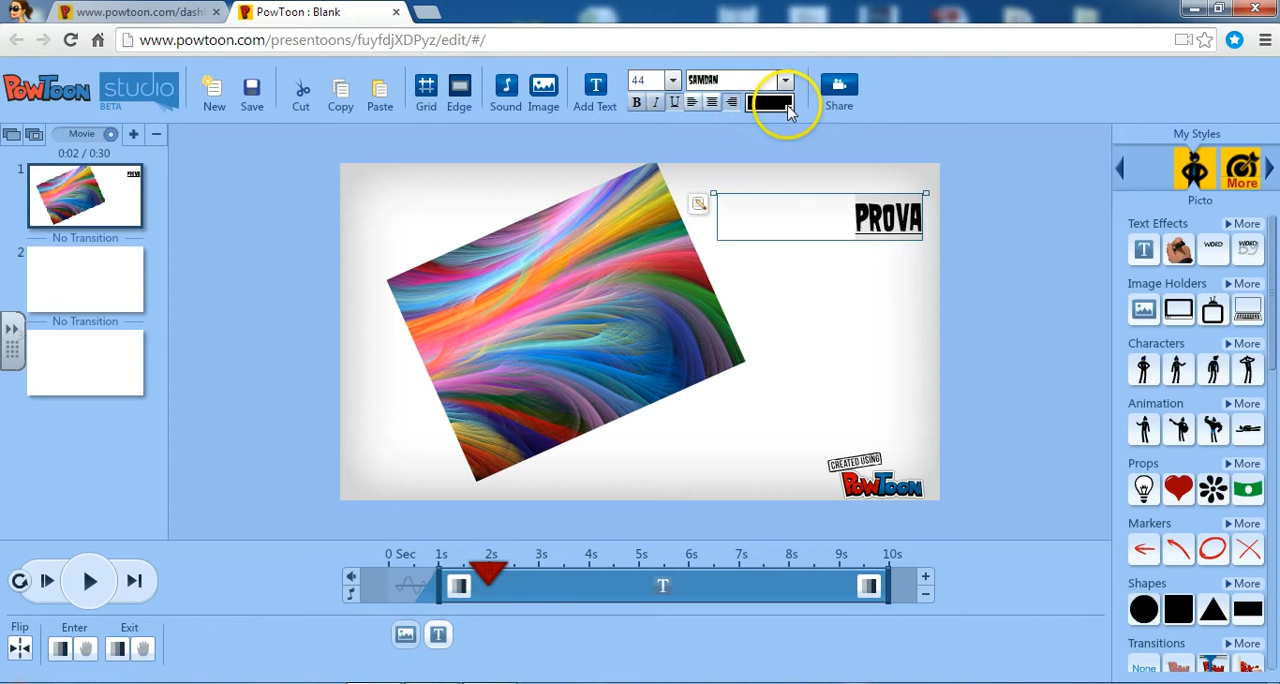 www.powtoon.com/dash
PowToon : Blank
www.powtoon.com/presentoons/fuyfdjXDPyz/edit/#/
POWTOON studio
BETA
New
Save
Cut
Copy
Paste
Grid
Edge
Sound
Image
Add Text
44
SAMDAN
B I U
Share
Movie
0:02 / 0:30
1
PROVA
No Transition
2
No Transition
PROVA
CREATED USING
POWTOON
My Styles
More
Picto
Text Effects
More
T
WORD
WORD
Image Holders
More
Characters
More
Animation
More
Props
More
Markers
More
Shapes
More
Transitions
More
None
0 Sec 1s 2s 3s 4s 5s 6s 7s 8s 9s 10s
T
T
Flip
Enter
Exit